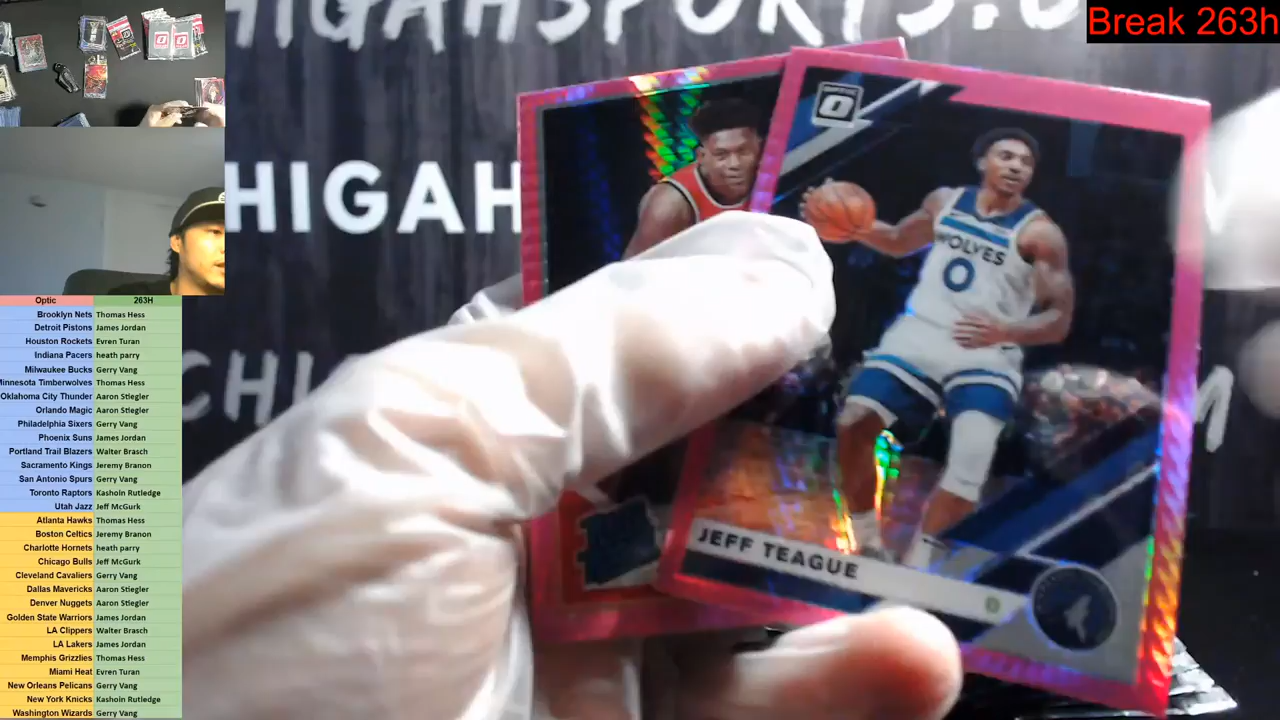 Break 263h
HIGAHSPORTS.
HIGAH
CHI
OPTIC
WOLVES
0
JEFF TEAGUE
Optic 263H
Brooklyn Nets Thomas Hess
Detroit Pistons James Jordan
Houston Rockets Evren Turan
Indiana Pacers heath parry
Milwaukee Bucks Gerry Vang
Minnesota Timberwolves Thomas Hess
Oklahoma City Thunder Aaron Stiegler
Orlando Magic Aaron Stiegler
Philadelphia Sixers Gerry Vang
Phoenix Suns James Jordan
Portland Trail Blazers Walter Brasch
Sacramento Kings Jeremy Branon
San Antonio Spurs Gerry Vang
Toronto Raptors Kashoin Rutledge
Utah Jazz Jeff McGurk
Atlanta Hawks Thomas Hess
Boston Celtics Jeremy Branon
Charlotte Hornets heath parry
Chicago Bulls Jeff McGurk
Cleveland Cavaliers Gerry Vang
Dallas Mavericks Aaron Stiegler
Denver Nuggets Aaron Stiegler
Golden State Warriors James Jordan
LA Clippers Walter Brasch
LA Lakers James Jordan
Memphis Grizzlies Thomas Hess
Miami Heat Evren Turan
New Orleans Pelicans Gerry Vang
New York Knicks Kashoin Rutledge
Washington Wizards Gerry Vang